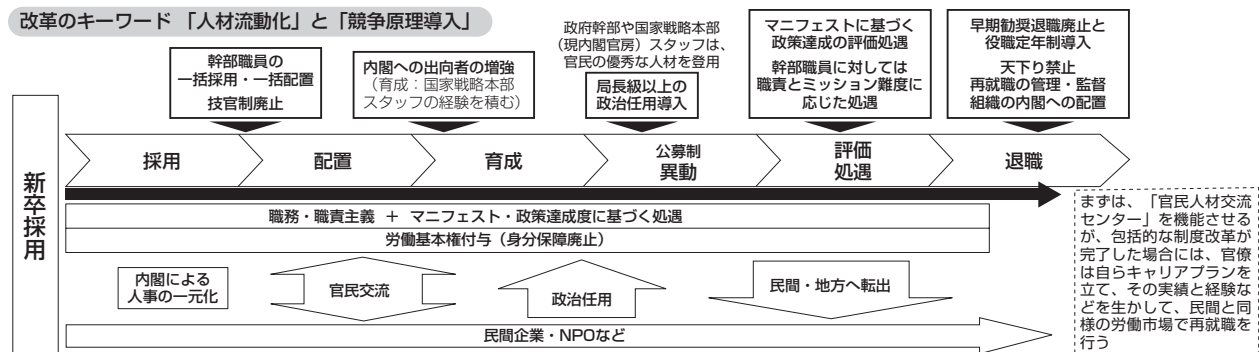 改革のキーワード 「人材流動化」と「競争原理導入」
幹部職員の
一括採用・一括配置
技官制廃止
内閣への出向者の増強
（育成：国家戦略本部
スタッフの経験を積む）
政府幹部や国家戦略本部
（現内閣官房）スタッフは、
官民の優秀な人材を登用
局長級以上の
政治任用導入
マニフェストに基づく
政策達成の評価処遇
幹部職員に対しては
職責とミッション難度に
応じた処遇
早期勧奨退職廃止と
役職定年制導入
天下り禁止
再就職の管理・監督
組織の内閣への配置
新卒採用
採用
配置
育成
公募制
異動
評価
処遇
退職
職務・職責主義 ＋ マニフェスト・政策達成度に基づく処遇
労働基本権付与（身分保障廃止）
内閣による
人事の一元化
官民交流
政治任用
民間・地方へ転出
民間企業・NPOなど
まずは、「官民人材交流
センター」を機能させる
が、包括的な制度改革が
完了した場合には、官僚
は自らキャリアプランを
立て、その実績と経験な
どを生かして、民間と同
様の労働市場で再就職を
行う